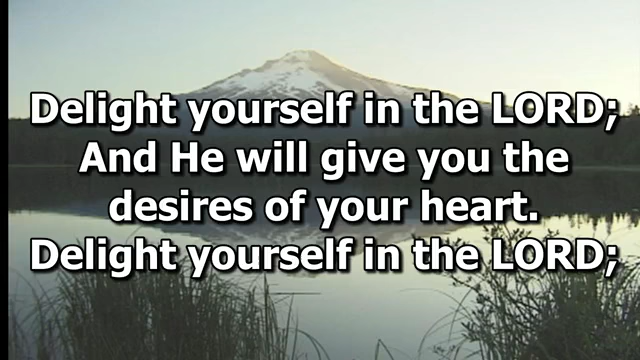 Delight yourself in the LORD;
And He will give you the
desires of your heart.
Delight yourself in the LORD;